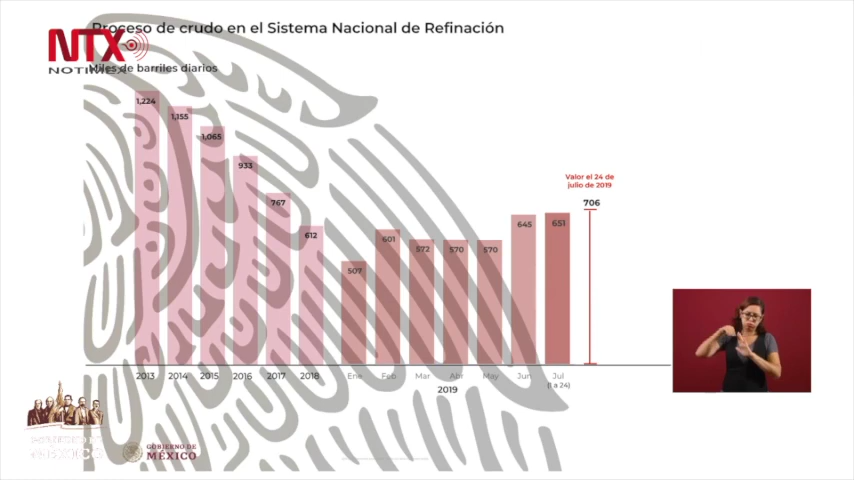 Proceso de crudo en el Sistema Nacional de Refinación
NTX
NOTIMEX
Miles de barriles diarios
1,224
1,155
1,065
933
767
612
507
601
572
570
570
645
651
Valor el 24 de
julio de 2019
706
2013
2014
2015
2016
2017
2018
Ene
Feb
Mar
Abr
May
Jun
Jul
(1 a 24)
2019
GOBIERNO DE
MÉXICO
GOBIERNO DE
MÉXICO